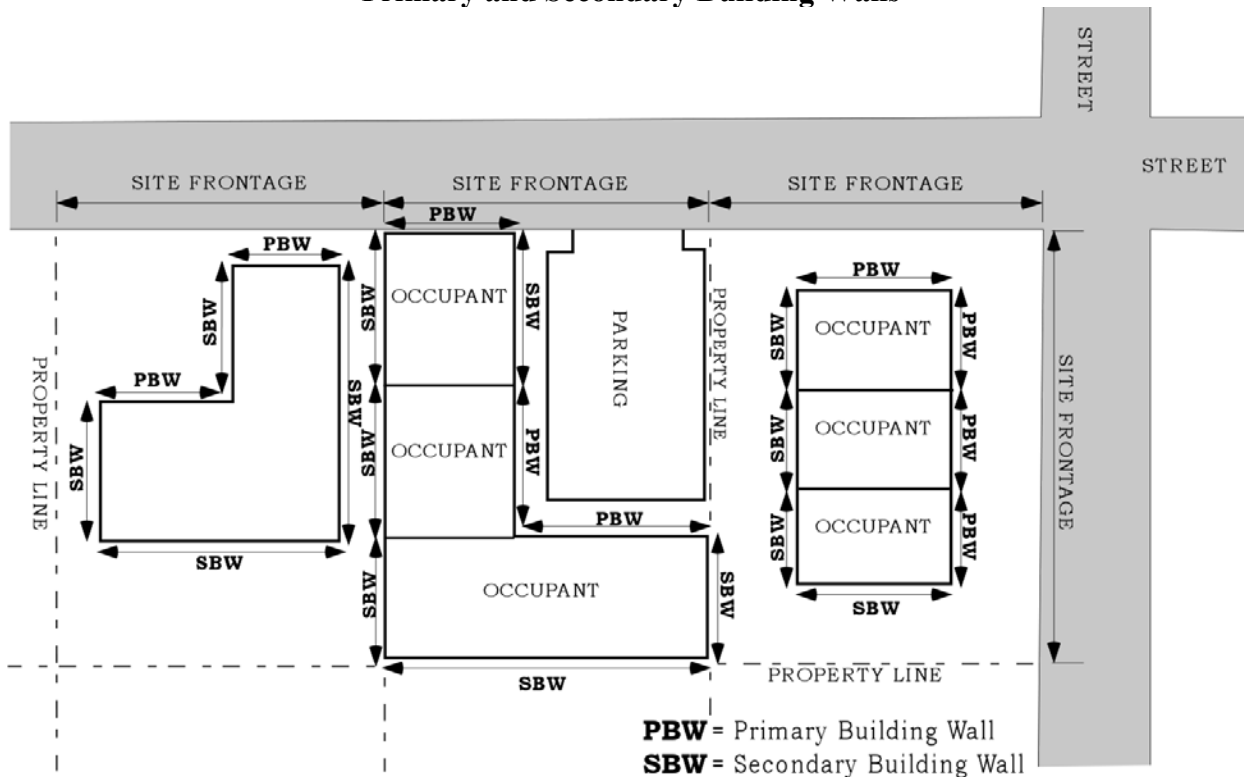 Primary and Secondary Building Walls
STREET
STREET
SITE FRONTAGE
SITE FRONTAGE
SITE FRONTAGE
PBW
PBW
PBW
SBW
SBW
SBW
OCCUPANT
PARKING
PROPERTY LINE
SBW
OCCUPANT
PBW
PROPERTY LINE
PBW
SBW
SBW
SBW
OCCUPANT
PBW
SBW
OCCUPANT
PBW
SITE FRONTAGE
SBW
PBW
SBW
OCCUPANT
PBW
SBW
SBW
OCCUPANT
SBW
SBW
SBW
PROPERTY LINE
PBW = Primary Building Wall
SBW = Secondary Building Wall